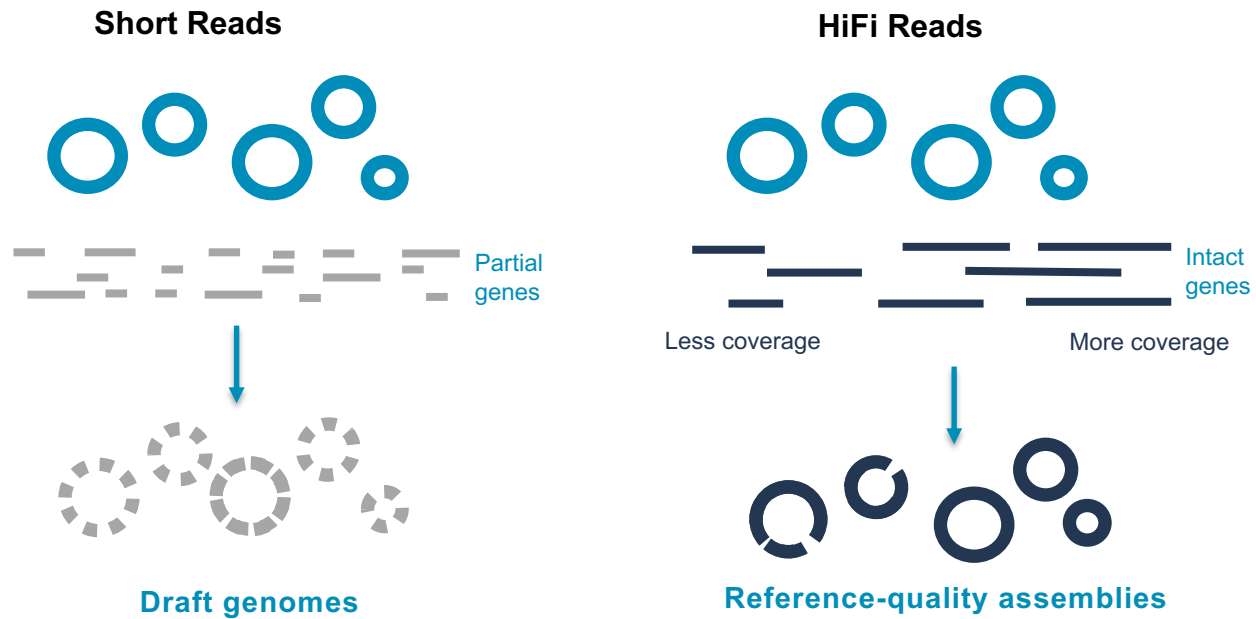 Short Reads
HiFi Reads
Partial
genes
Intact
genes
Less coverage
More coverage
Draft genomes
Reference-quality assemblies